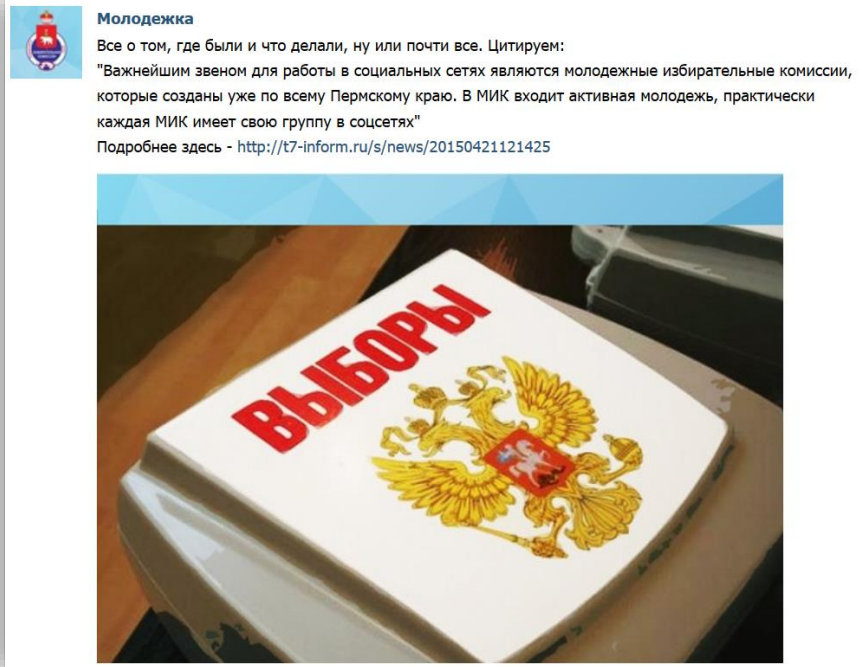 Молодежка
Все о том, где были и что делали, ну или почти все. Цитируем:
"Важнейшим звеном для работы в социальных сетях являются молодежные избирательные комиссии,
которые созданы уже по всему Пермскому краю. В МИК входит активная молодежь, практически
каждая МИК имеет свою группу в соцсетях"
Подробнее здесь - http://t7-inform.ru/s/news/20150421121425
ВЫБОРЫ